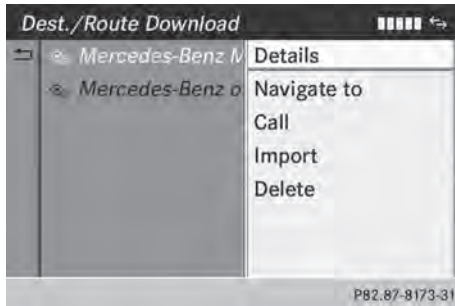 Dest./Route Download
Mercedes-Benz M
Mercedes-Benz o
Details
Navigate to
Call
Import
Delete
P82.87-8173-31